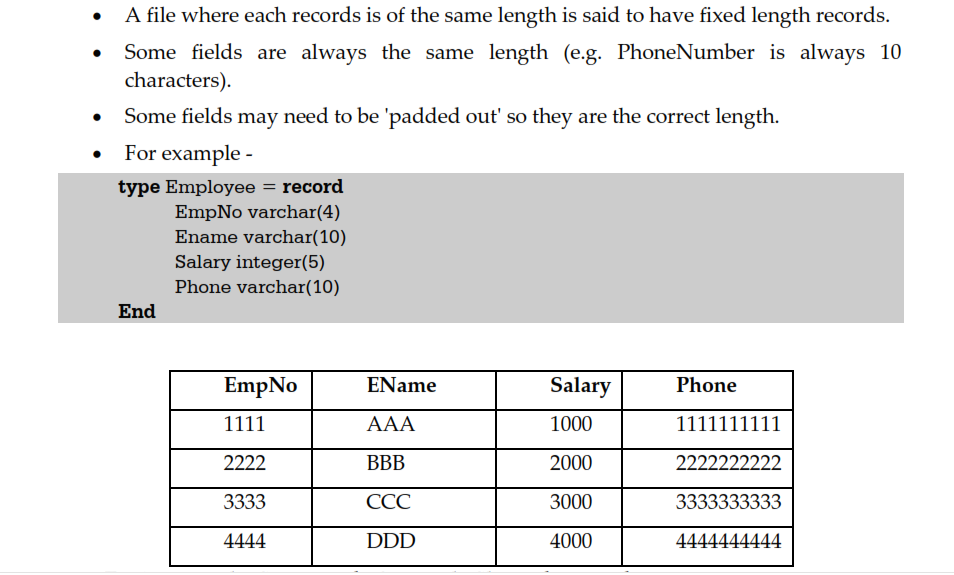 • A file where each records is of the same length is said to have fixed length records.
• Some fields are always the same length (e.g. PhoneNumber is always 10
characters).
• Some fields may need to be 'padded out' so they are the correct length.
• For example -
type Employee = record
EmpNo varchar(4)
Ename varchar(10)
Salary integer(5)
Phone varchar(10)
End
EmpNo EName Salary Phone
1111 AAA 1000 1111111111
2222 BBB 2000 2222222222
3333 CCC 3000 3333333333
4444 DDD 4000 4444444444